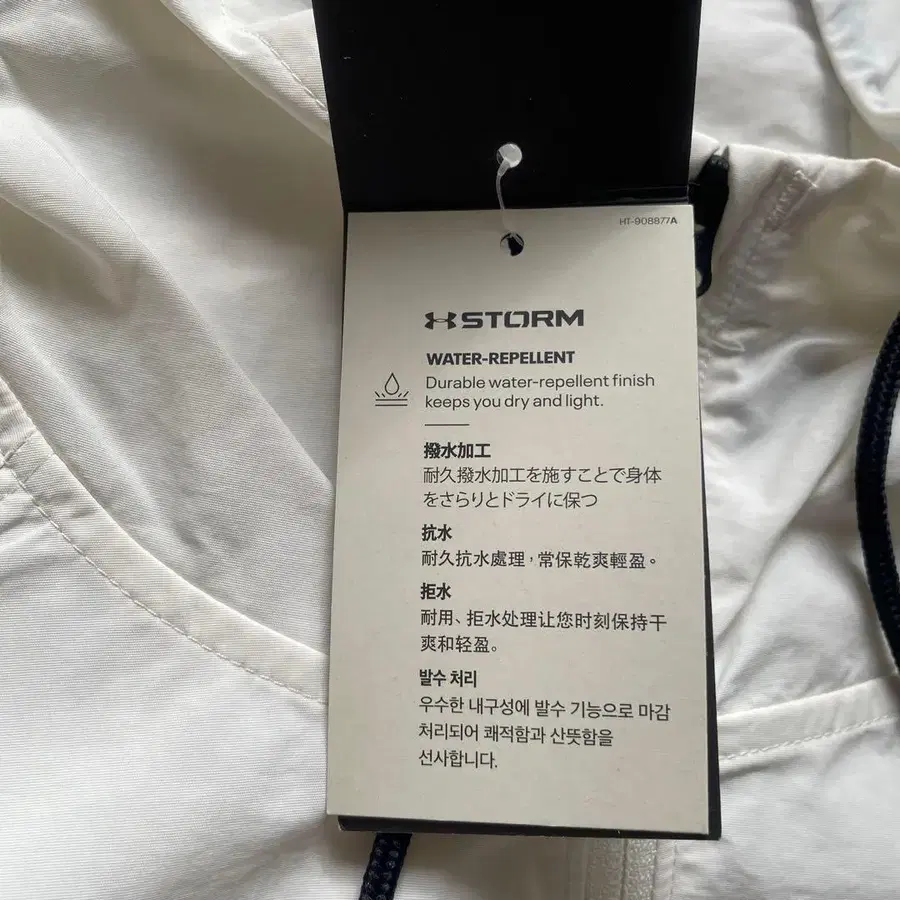 HT-908877A
STORM
WATER-REPELLENT
Durable water-repellent finish
keeps you dry and light.
撥水加工
耐久撥水加工を施すことで身体
をさらりとドライに保つ
抗水
耐久抗水處理，常保乾爽輕盈。
拒水
耐用、拒水处理让您时刻保持干
爽和轻盈。
발수 처리
우수한 내구성에 발수 기능으로 마감
처리되어 쾌적함과 산뜻함을
선사합니다.